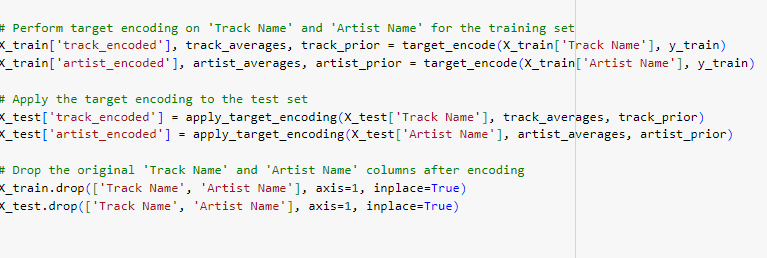 # Perform target encoding on 'Track Name' and 'Artist Name' for the training set
X_train['track_encoded'], track_averages, track_prior = target_encode(X_train['Track Name'], y_train)
X_train['artist_encoded'], artist_averages, artist_prior = target_encode(X_train['Artist Name'], y_train)
# Apply the target encoding to the test set
X_test['track_encoded'] = apply_target_encoding(X_test['Track Name'], track_averages, track_prior)
X_test['artist_encoded'] = apply_target_encoding(X_test['Artist Name'], artist_averages, artist_prior)
# Drop the original 'Track Name' and 'Artist Name' columns after encoding
X_train.drop(['Track Name', 'Artist Name'], axis=1, inplace=True)
X_test.drop(['Track Name', 'Artist Name'], axis=1, inplace=True)